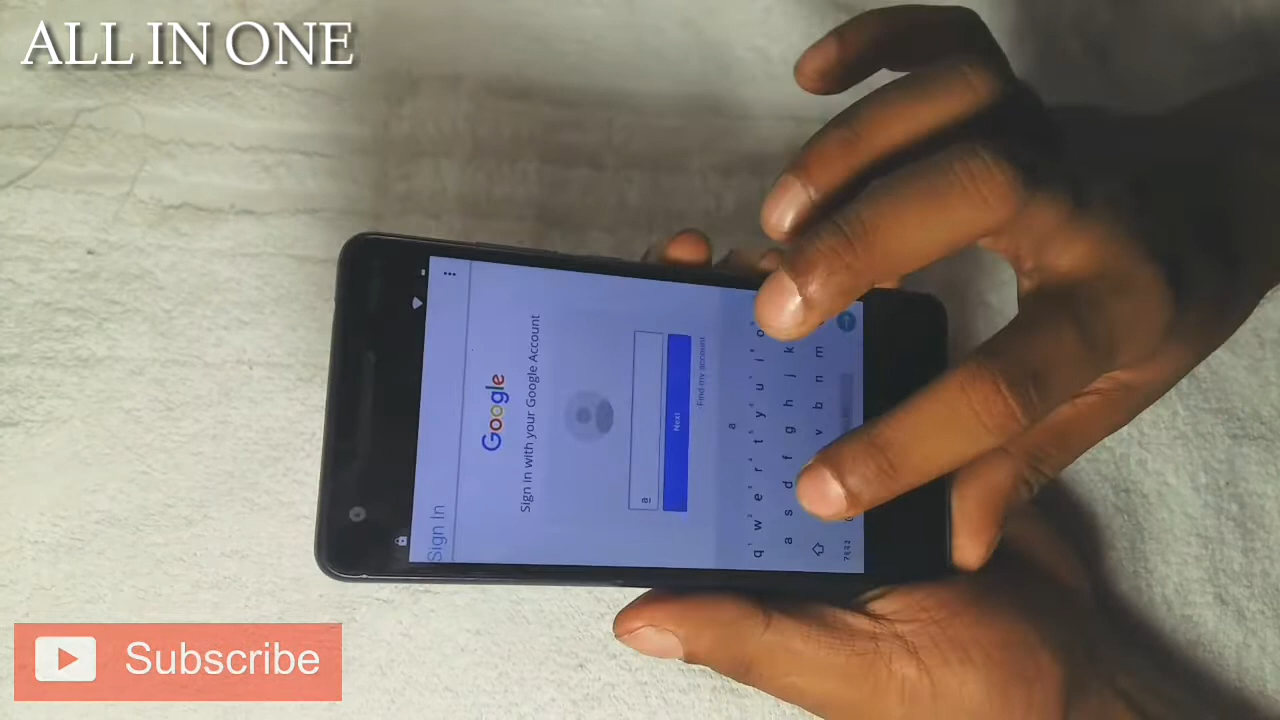 ALL IN ONE
Sign In
Google
Sign in with your Google Account
a
Next
Find my account
a
q w e r t y u i o
a s d f g h j k
v b n m
Subscribe